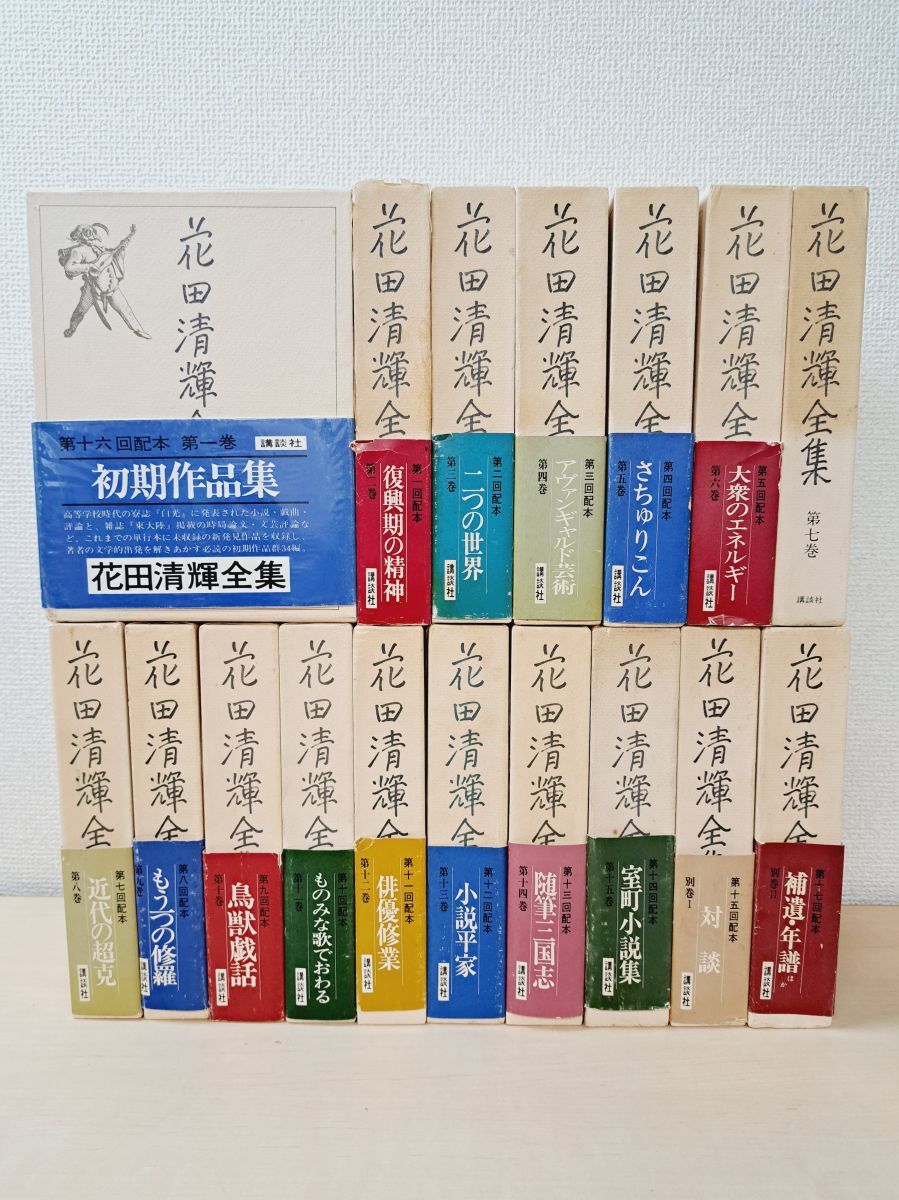 花田清輝全
第十六回配本 第一巻 講談社
初期作品集
高等学校時代の寮誌『白光』に発表された小説・戯曲・
評論と、雑誌『東大陸』掲載の時局論文・文芸評論な
ど、これまでの単行本に未収録の新発見作品を収録し、
著者の文学的出発を解きあかす必読の初期作品群34編。
花田清輝全集
花田清輝全
第一回配本
復興期の精神
第二巻
講談社
花田清輝全
第二回配本
二つの世界
第三巻
講談社
花田清輝全
第三回配本
アヴァンギャルド芸術
第四巻
講談社
花田清輝全
第四回配本
さちゅりこん
第五巻
講談社
花田清輝全
第五回配本
大衆のエネルギー
第六巻
講談社
花田清輝全集
第七巻
講談社
花田清輝全
第七回配本
近代の超克
第八巻
講談社
花田清輝全
第八回配本
もう一つの修羅
第九巻
講談社
花田清輝全
第九回配本
鳥獣戯話
第十巻
講談社
花田清輝全
第十回配本
ものみな歌でおわる
第十一巻
講談社
花田清輝全
第十一回配本
俳優修業
第十二巻
講談社
花田清輝全
第十二回配本
小説平家
第十三巻
講談社
花田清輝全
第十三回配本
随筆三国志
第十四巻
講談社
花田清輝全
第十四回配本
室町小説集
第十五巻
講談社
花田清輝全
第十五回配本
対談
別巻I
講談社
花田清輝全
第十七回配本
補遺・年譜ほか
別巻II
講談社